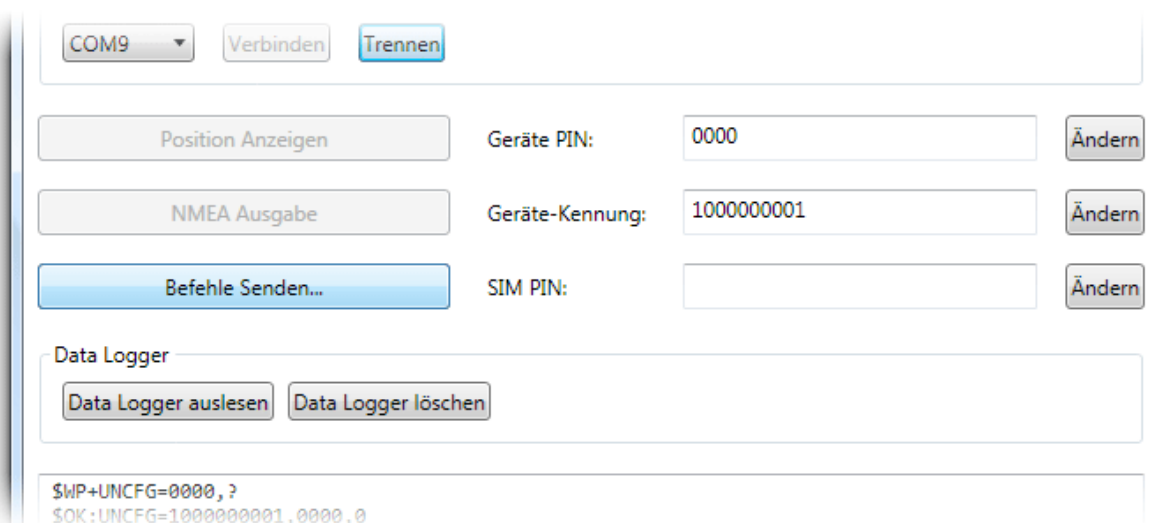 COM9 Verbinden Trennen
Position Anzeigen Geräte PIN: 0000 Ändern
NMEA Ausgabe Geräte-Kennung: 1000000001 Ändern
Befehle Senden... SIM PIN: Ändern
Data Logger
Data Logger auslesen Data Logger löschen
$WP+UNCFG=0000,?
$OK:UNCFG=1000000001,0000,0